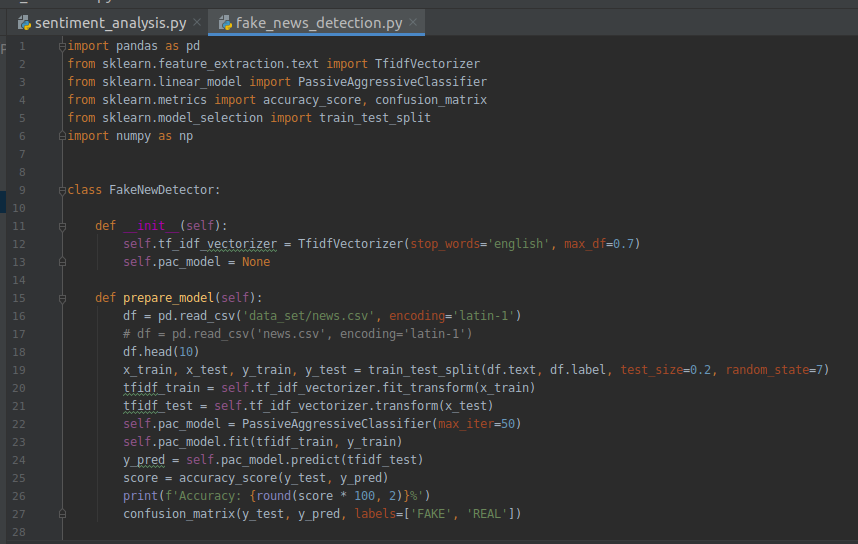 sentiment_analysis.py × fake_news_detection.py ×
1 import pandas as pd
2 from sklearn.feature_extraction.text import TfidfVectorizer
3 from sklearn.linear_model import PassiveAggressiveClassifier
4 from sklearn.metrics import accuracy_score, confusion_matrix
5 from sklearn.model_selection import train_test_split
6 import numpy as np
7
8
9 class FakeNewDetector:
10
11     def __init__(self):
12         self.tf_idf_vectorizer = TfidfVectorizer(stop_words='english', max_df=0.7)
13         self.pac_model = None
14
15     def prepare_model(self):
16         df = pd.read_csv('data_set/news.csv', encoding='latin-1')
17         # df = pd.read_csv('news.csv', encoding='latin-1')
18         df.head(10)
19         x_train, x_test, y_train, y_test = train_test_split(df.text, df.label, test_size=0.2, random_state=7)
20         tfidf_train = self.tf_idf_vectorizer.fit_transform(x_train)
21         tfidf_test = self.tf_idf_vectorizer.transform(x_test)
22         self.pac_model = PassiveAggressiveClassifier(max_iter=50)
23         self.pac_model.fit(tfidf_train, y_train)
24         y_pred = self.pac_model.predict(tfidf_test)
25         score = accuracy_score(y_test, y_pred)
26         print(f'Accuracy: {round(score * 100, 2)}%')
27         confusion_matrix(y_test, y_pred, labels=['FAKE', 'REAL'])
28